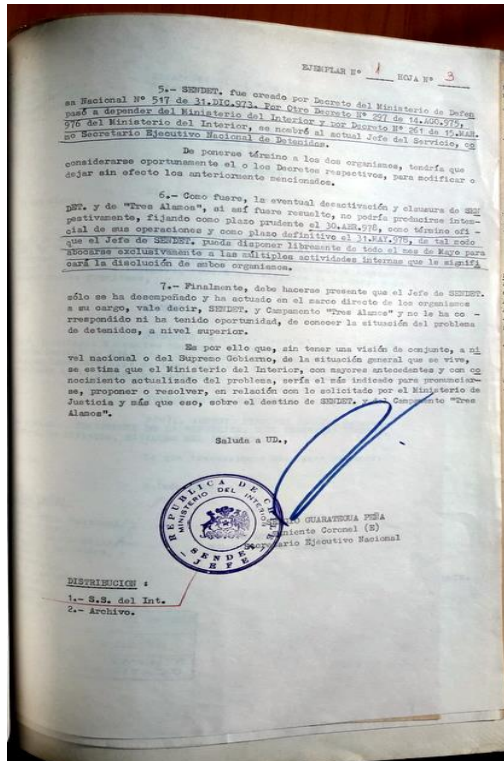 EJEMPLAR Nº 1 HOJA Nº 3
5.- SENDET. fue creado por Decreto del Ministerio de Defen
sa Nacional Nº 517 de 31.DIC.973. Por Otro Decreto Nº 297 de 14.AGO.975,
pasó a depender del Ministerio del Interior y por Decreto Nº 261 de 15.MAR.
976 del Ministerio del Interior, se nombró al actual Jefe del Servicio, co
mo Secretario Ejecutivo Nacional de Detenidos.
De ponerse término a los dos organismos, tendría que
considerarse oportunamente el o los Decretos respectivos, para modificar o
dejar sin efecto los anteriormente mencionados.
6.- Como fuere, la eventual desactivación y clausura de SEN
DET. y de "Tres Alamos", si así fuere resuelto, no podría producirse intem-
pestivamente, fijando como plazo prudente el 30.ABR.978, como término ofi-
cial de sus operaciones y como plazo definitivo el 31.MAY.978, de tal modo
que el Jefe de SENDET. pueda disponer libremente de todo el mes de Mayo para
abocarse exclusivamente a las múltiples actividades internas que le signifi
cará la disolución de ambos organismos.
7.- Finalmente, debe hacerse presente que el Jefe de SENDET.
sólo se ha desempeñado y ha actuado en el marco directo de los organismos
a su cargo, vale decir, SENDET. y Campamento "Tres Alamos" y no le ha co -
rrespondido ni ha tenido oportunidad, de conocer la situación del problema
de detenidos, a nivel superior.
Es por ello que, sin tener una visión de conjunto, a ni
vel nacional o del Supremo Gobierno, de la situación general que se vive,
se estima que el Ministerio del Interior, con mayores antecedentes y con co
nocimiento actualizado del problema, sería el más indicado para pronunciar-
se, proponer o resolver, en relación con lo solicitado por el Ministerio de
Justicia y más que eso, sobre el destino de SENDET. y del Campamento "Tres
Alamos".
Saluda a UD.,
REPUBLICA DE CHILE
MINISTERIO DEL INTERIOR
SENDET
- JEFE -
GUARATEGUA PEÑA
Teniente Coronel (E)
Secretario Ejecutivo Nacional
DISTRIBUCION :
1.- S.S. del Int.
2.- Archivo.